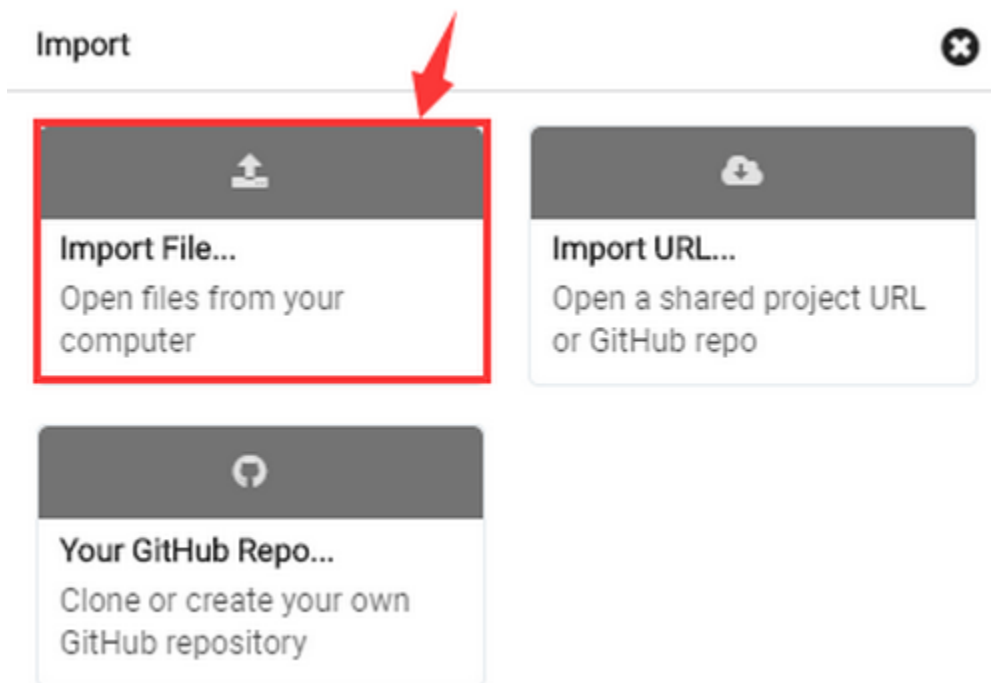 Import
Import File...
Open files from your
computer
Import URL...
Open a shared project URL
or GitHub repo
Your GitHub Repo...
Clone or create your own
GitHub repository